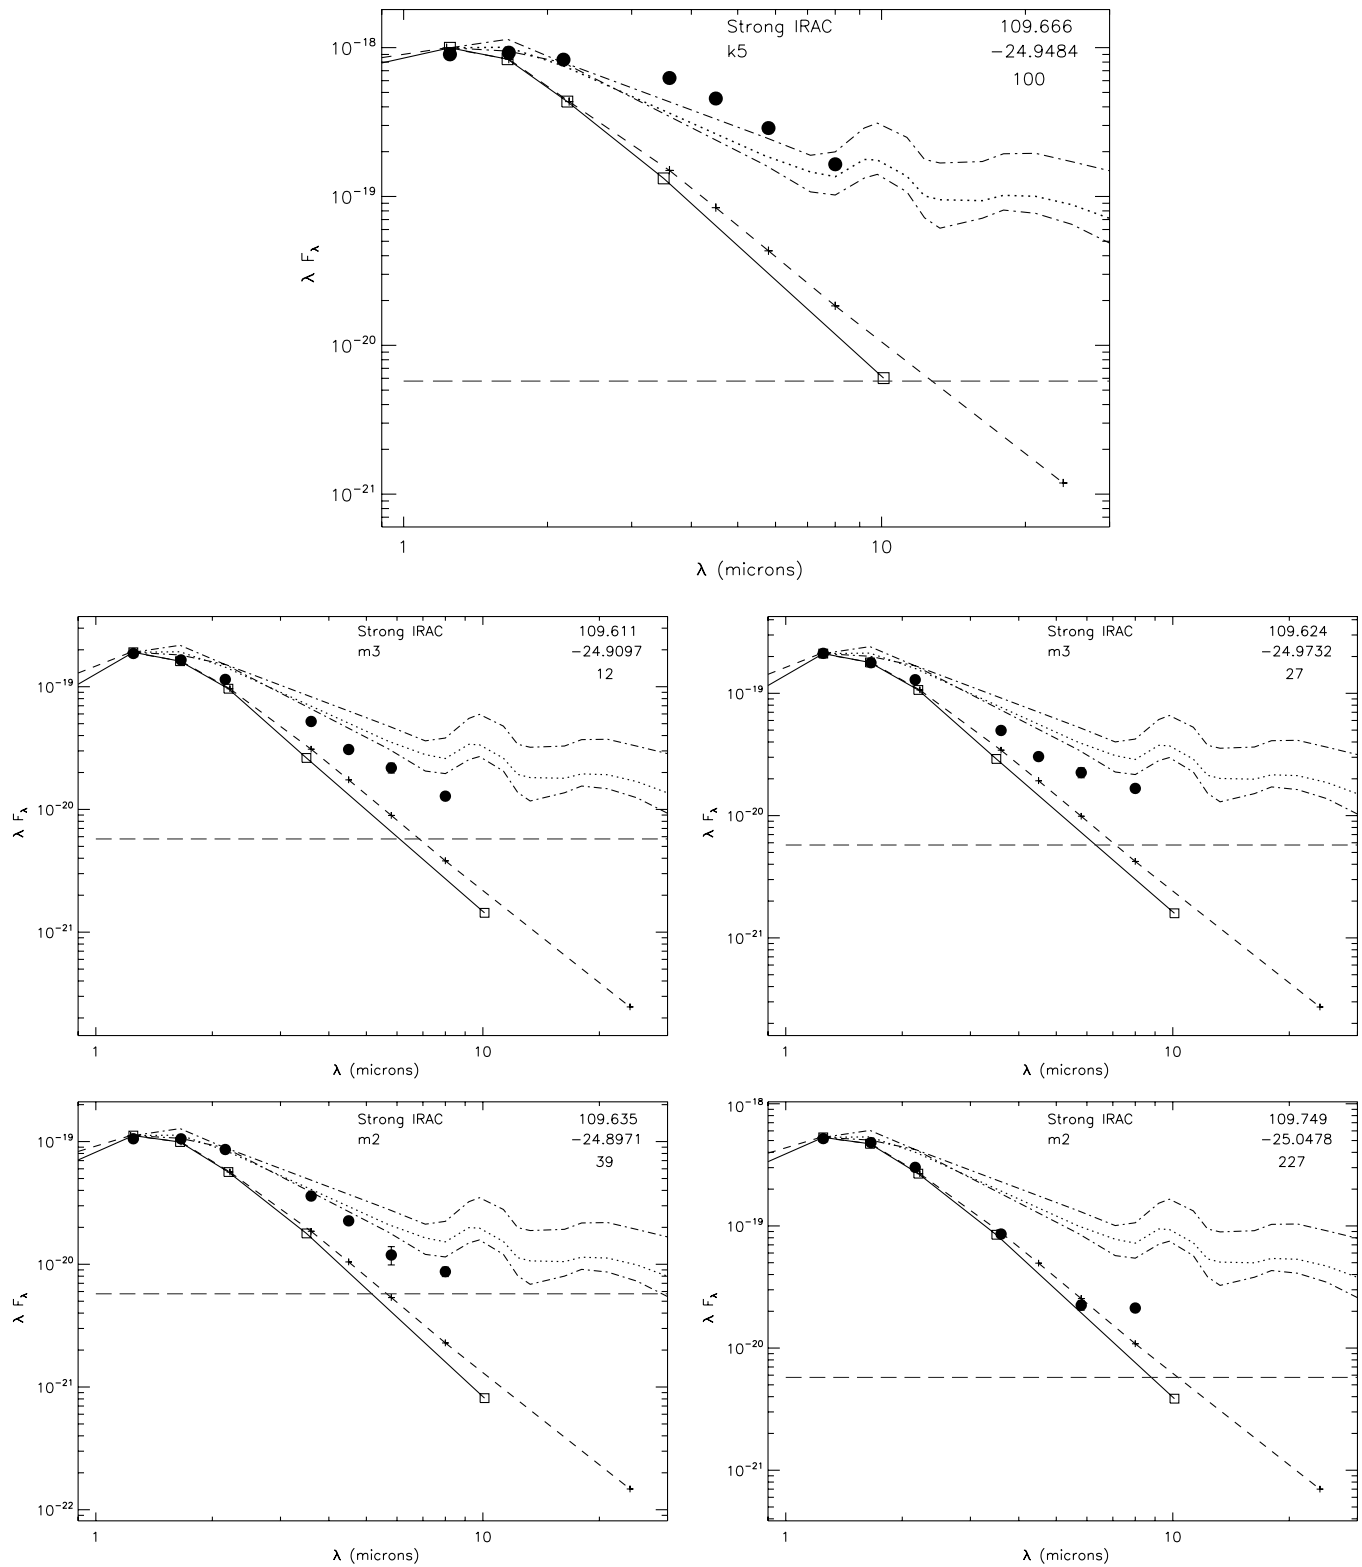 Strong IRAC 109.666
k5 −24.9484
100
10⁻¹⁸
10⁻¹⁹
10⁻²⁰
10⁻²¹
λ F_λ
1 10
λ (microns)
Strong IRAC 109.611
m3 −24.9097
12
10⁻¹⁹
10⁻²⁰
10⁻²¹
λ F_λ
1 10
λ (microns)
Strong IRAC 109.624
m3 −24.9732
27
10⁻¹⁹
10⁻²⁰
10⁻²¹
λ F_λ
1 10
λ (microns)
Strong IRAC 109.635
m2 −24.8971
39
10⁻¹⁹
10⁻²⁰
10⁻²¹
10⁻²²
λ F_λ
1 10
λ (microns)
Strong IRAC 109.749
m2 −25.0478
227
10⁻¹⁸
10⁻¹⁹
10⁻²⁰
10⁻²¹
λ F_λ
1 10
λ (microns)